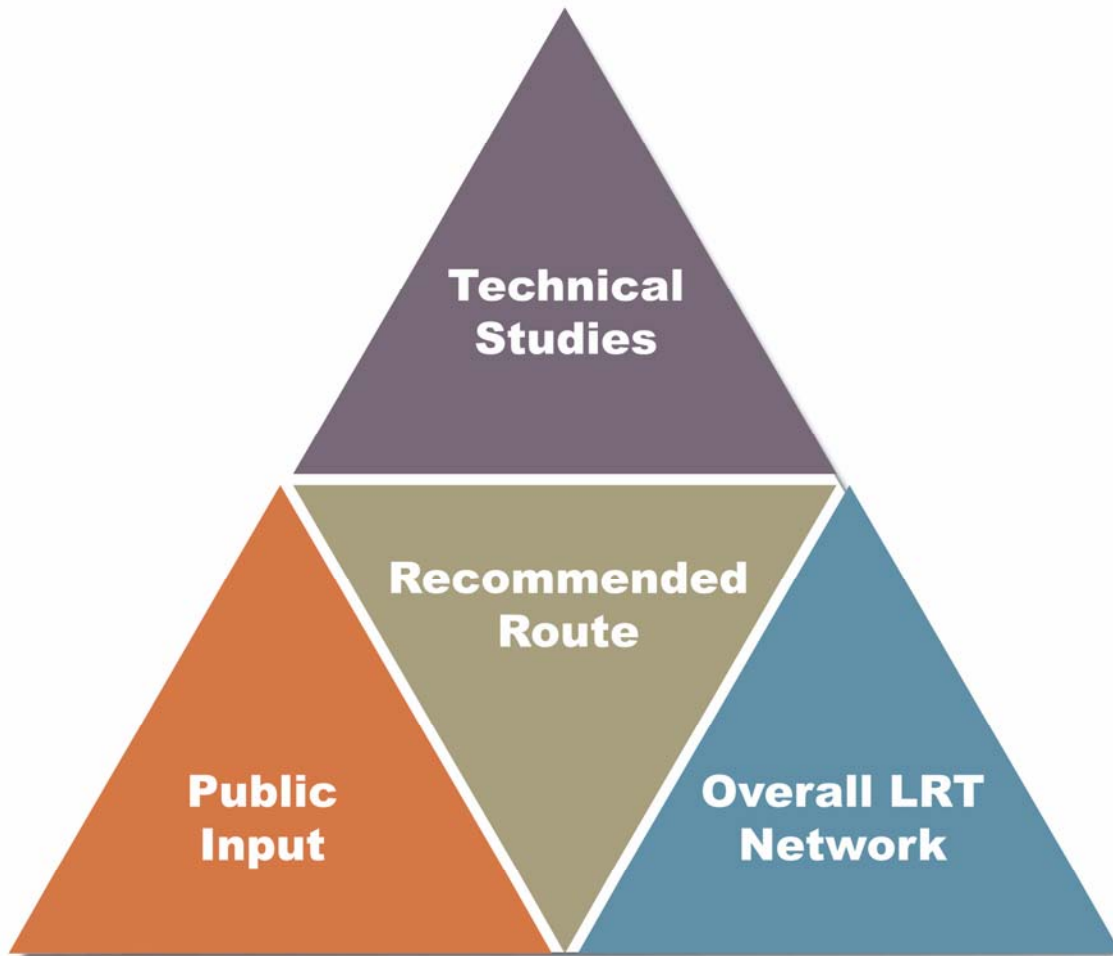 Technical
Studies
Recommended
Route
Public
Input
Overall LRT
Network